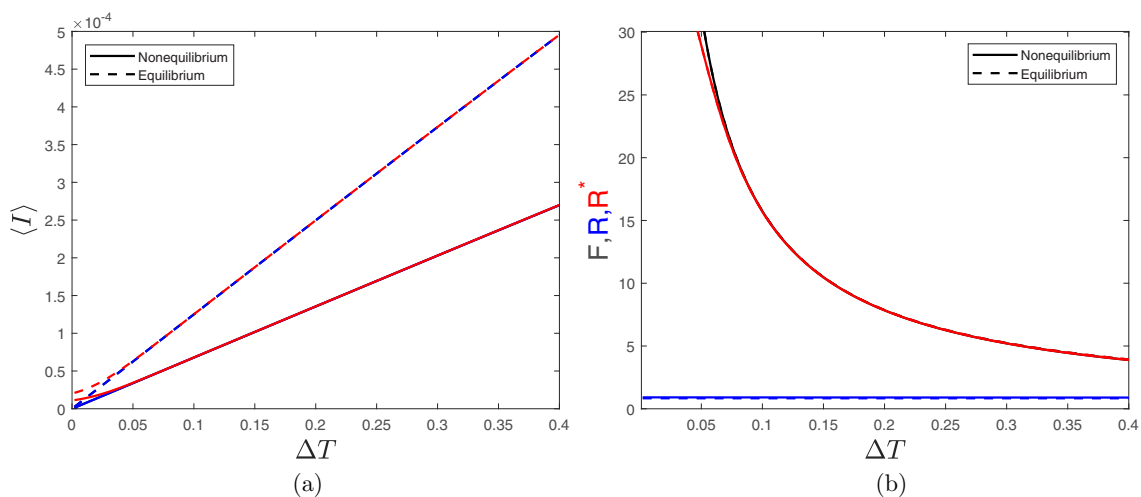 ×10⁻⁴
5
4.5
4
3.5
3
2.5
2
1.5
1
0.5
0
⟨I⟩
Nonequilibrium
Equilibrium
0 0.05 0.1 0.15 0.2 0.25 0.3 0.35 0.4
ΔT
(a)
30
25
20
15
10
5
0
F,R,R*
Nonequilibrium
Equilibrium
0.05 0.1 0.15 0.2 0.25 0.3 0.35 0.4
ΔT
(b)